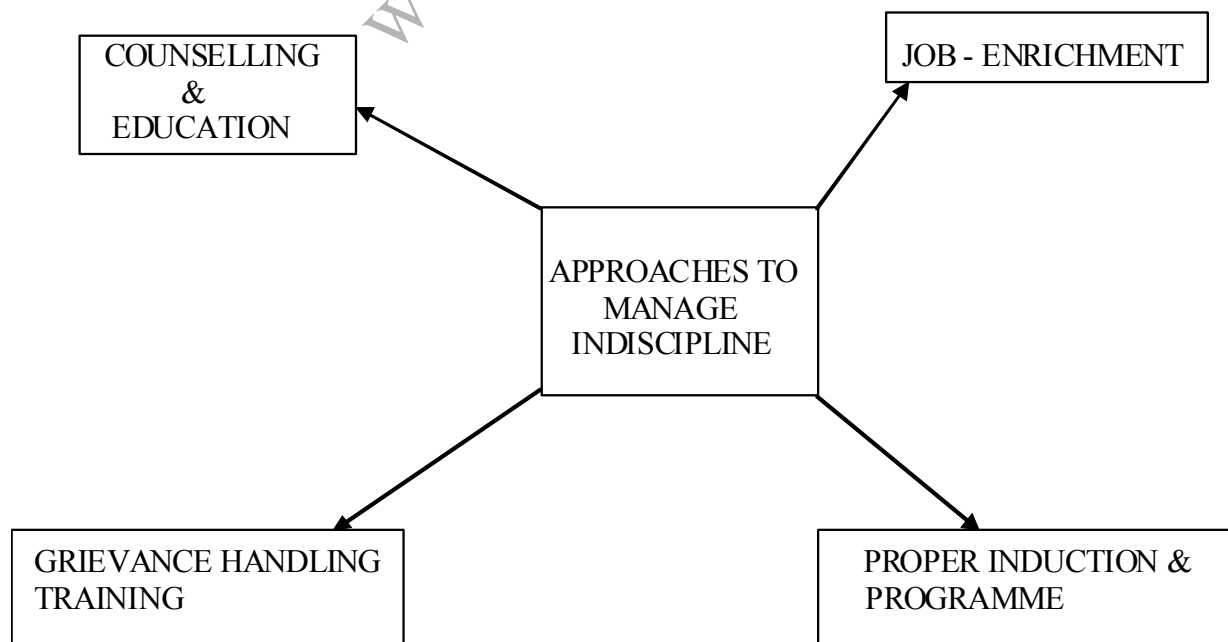 W
COUNSELLING
&
EDUCATION
JOB - ENRICHMENT
APPROACHES TO
MANAGE
INDISCIPLINE
GRIEVANCE HANDLING
TRAINING
PROPER INDUCTION &
PROGRAMME